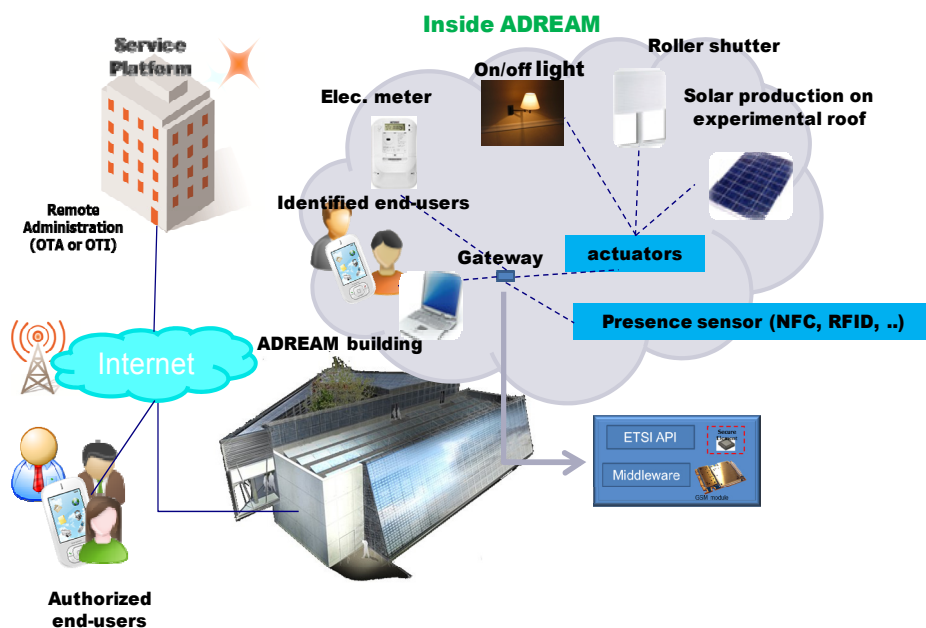 Inside ADREAM
Service
Platform
Roller shutter
On/off light
Elec. meter
Solar production on
experimental roof
Identified end-users
Remote
Administration
(OTA or OTI)
Gateway
actuators
Presence sensor (NFC, RFID, ..)
ADREAM building
Internet
ETSI API
Secure
Middleware
GSM module
Authorized
end-users